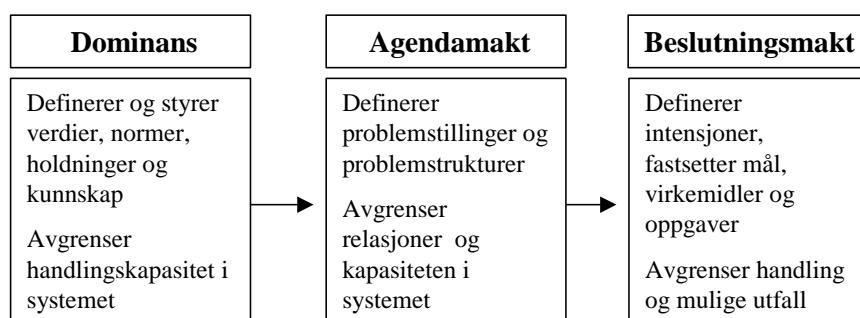 Dominans
Definerer og styrer
verdier, normer,
holdninger og
kunnskap
Avgrenser
handlingskapasitet i
systemet
Agendamakt
Definerer
problemstillinger og
problemstrukturer
Avgrenser
relasjoner og
kapasiteten i
systemet
Beslutningsmakt
Definerer
intensjoner,
fastsetter mål,
virkemidler og
oppgaver
Avgrenser handling
og mulige utfall